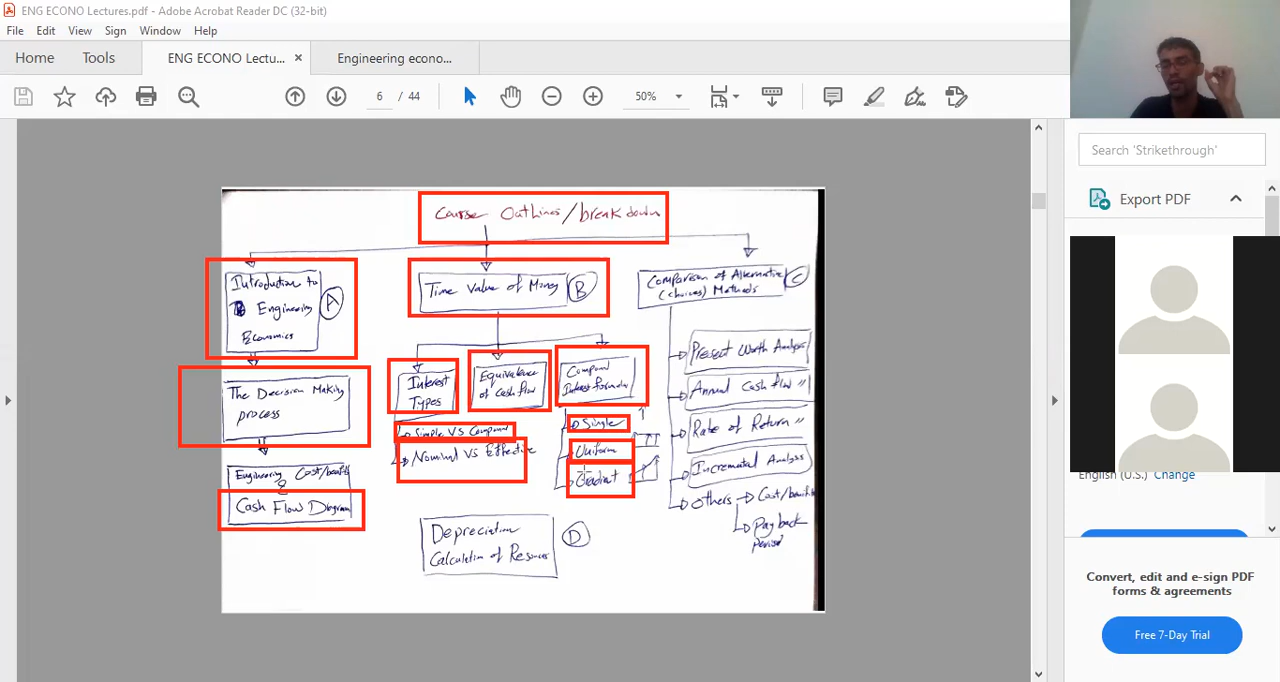 ENG ECONO Lectures.pdf - Adobe Acrobat Reader DC (32-bit)
File Edit View Sign Window Help
Home Tools ENG ECONO Lectu... × Engineering econo...
6 / 44 50%
Search 'Strikethrough'
Export PDF
English (U.S.) Change
Convert, edit and e-sign PDF
forms & agreements
Free 7-Day Trial
Course Outlines/breakdown
Introduction to
Engineering
Economics
A
The Decision Making
process
Engineering Cost/benefit
&
Cash Flow Diagram
Time Value of Money B
Interest
Types
Simple VS Compound
Nominal VS Effective
Equivalence
of cash flow
Compound
Interest formulas
Single
Uniform
Gradient
Comparison of Alternative C
(choices) Methods
Present Worth Analysis
Annual Cash flow "
Rate of Return "
Incremental Analysis
Others → Cost/benefit
Payback
period
Depreciation
Calculation of Resources
D